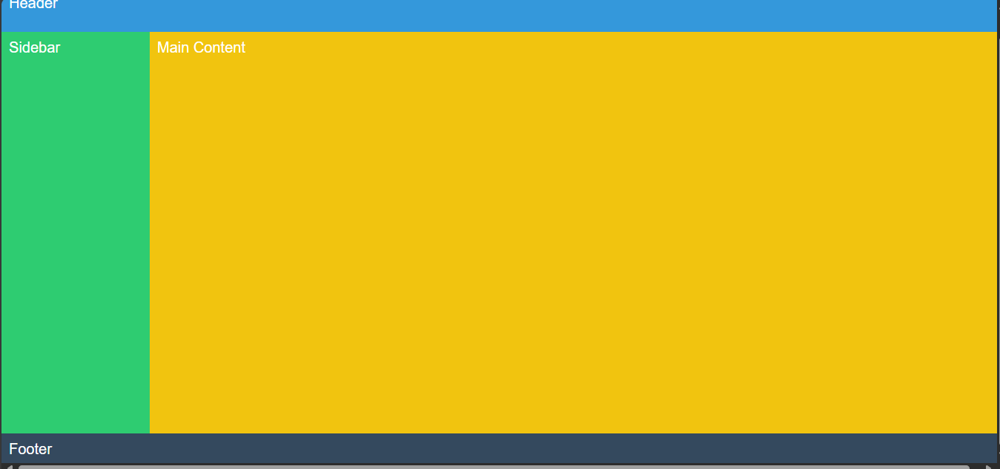 Header
Sidebar
Main Content
Footer